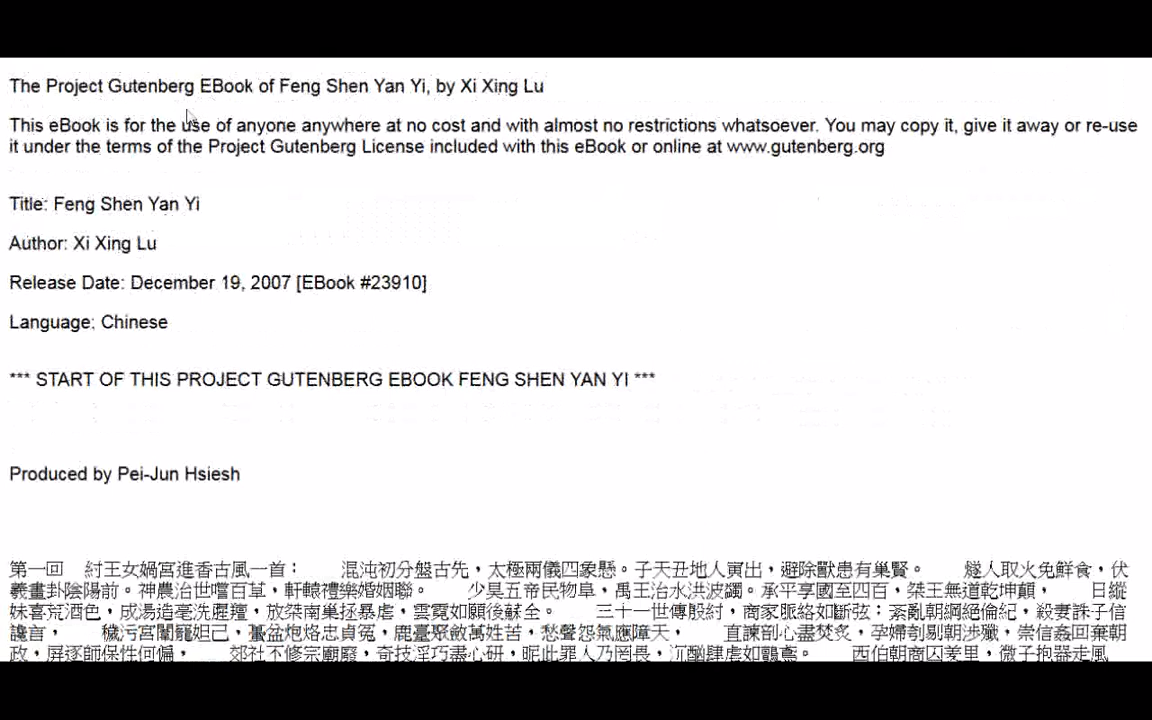 The Project Gutenberg EBook of Feng Shen Yan Yi, by Xi Xing Lu
This eBook is for the use of anyone anywhere at no cost and with almost no restrictions whatsoever. You may copy it, give it away or re-use
it under the terms of the Project Gutenberg License included with this eBook or online at www.gutenberg.org
Title: Feng Shen Yan Yi
Author: Xi Xing Lu
Release Date: December 19, 2007 [EBook #23910]
Language: Chinese
*** START OF THIS PROJECT GUTENBERG EBOOK FENG SHEN YAN YI ***
Produced by Pei-Jun Hsiesh
第一回 紂王女媧宮進香古風一首： 混沌初分盤古先，太極兩儀四象懸。子天丑地人寅出，避除獸患有巢賢。 燧人取火免鮮食，伏
羲畫卦陰陽前。神農治世嚐百草，軒轅禮樂婚姻聯。 少昊五帝民物阜，禹王治水洪波蠲。承平享國至四百，桀王無道乾坤顛， 日縱
妹喜荒酒色，成湯造亳洗腥羶，放桀南巢拯暴虐，雲霓如願後蘇全。 三十一世傳殷紂，商家脈絡如斷弦：紊亂朝綱絕倫紀，殺妻誅子信
讒言， 穢污宮闈寵妲己，蠆盆炮烙忠貞冤，鹿臺聚斂萬姓苦，愁聲怨氣應障天， 直諫剖心盡焚炙，孕婦刳剔朝涉殲，崇信姦回棄朝
政，屏逐師保性何偏， 郊社不修宗廟廢，奇技淫巧盡心研，昵此罪人乃罔畏，沉酗肆虐如鸇鳶。 西伯朝商囚羑里，微子抱器走風